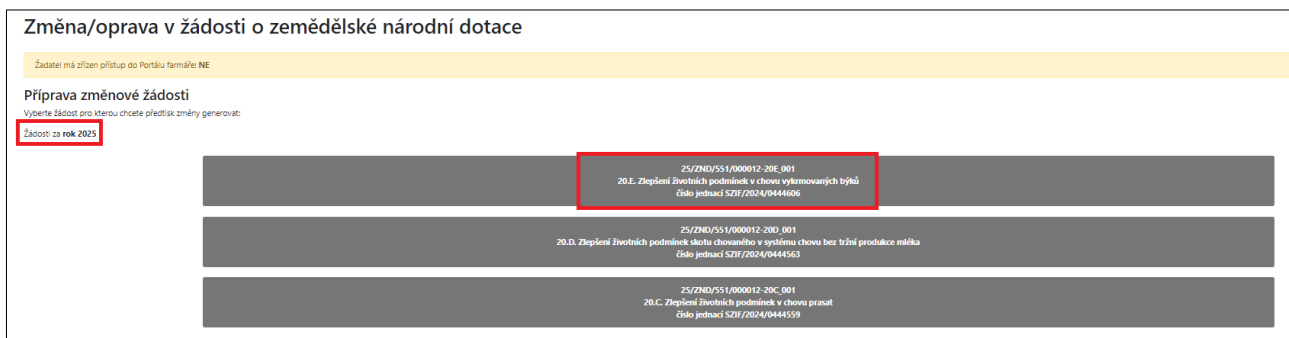 Změna/oprava v žádosti o zemědělské národní dotace
Žadatel má zřízen přístup do Portálu farmáře: NE
Příprava změnové žádosti
Vyberte žádost pro kterou chcete předtisk změny generovat:
Žádosti za rok 2025
25/ZND/551/000012-20E_001
20.E. Zlepšení životních podmínek v chovu vykrmovaných býků
číslo jednací SZIF/2024/0444606
25/ZND/551/000012-20D_001
20.D. Zlepšení životních podmínek skotu chovaného v systému chovu bez tržní produkce mléka
číslo jednací SZIF/2024/0444563
25/ZND/551/000012-20C_001
20.C. Zlepšení životních podmínek v chovu prasat
číslo jednací SZIF/2024/0444559